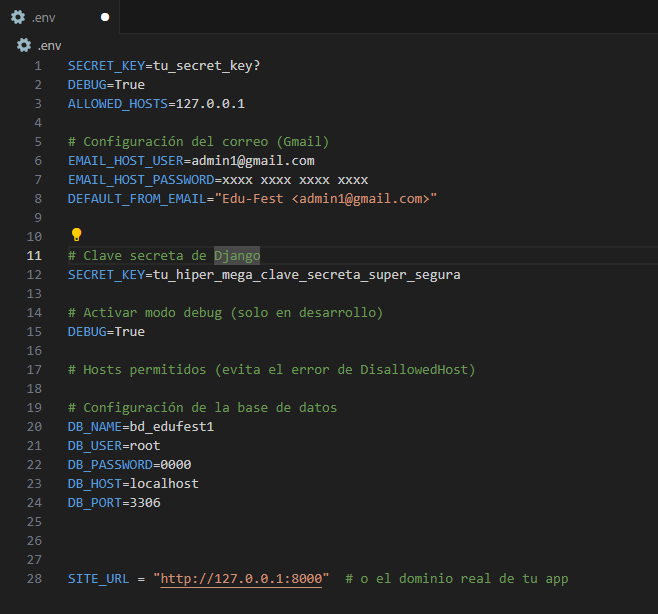 .env
.env
1 SECRET_KEY=tu_secret_key?
2 DEBUG=True
3 ALLOWED_HOSTS=127.0.0.1
4
5 # Configuración del correo (Gmail)
6 EMAIL_HOST_USER=admin1@gmail.com
7 EMAIL_HOST_PASSWORD=xxxx xxxx xxxx xxxx
8 DEFAULT_FROM_EMAIL="Edu-Fest <admin1@gmail.com>"
9
10
11 # Clave secreta de Django
12 SECRET_KEY=tu_hiper_mega_clave_secreta_super_segura
13
14 # Activar modo debug (solo en desarrollo)
15 DEBUG=True
16
17 # Hosts permitidos (evita el error de DisallowedHost)
18
19 # Configuración de la base de datos
20 DB_NAME=bd_edufest1
21 DB_USER=root
22 DB_PASSWORD=0000
23 DB_HOST=localhost
24 DB_PORT=3306
25
26
27
28 SITE_URL = "http://127.0.0.1:8000"  # o el dominio real de tu app